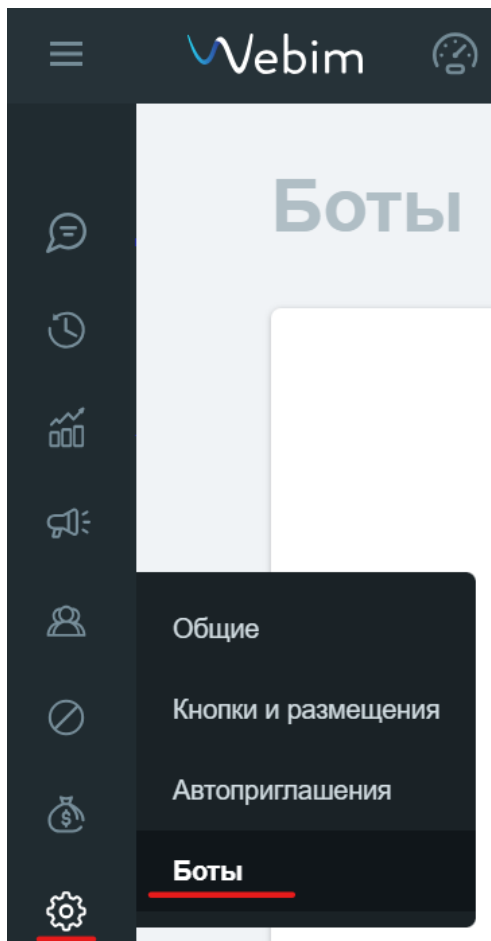 Webim
Боты
Общие
Кнопки и размещения
Автоприглашения
Боты